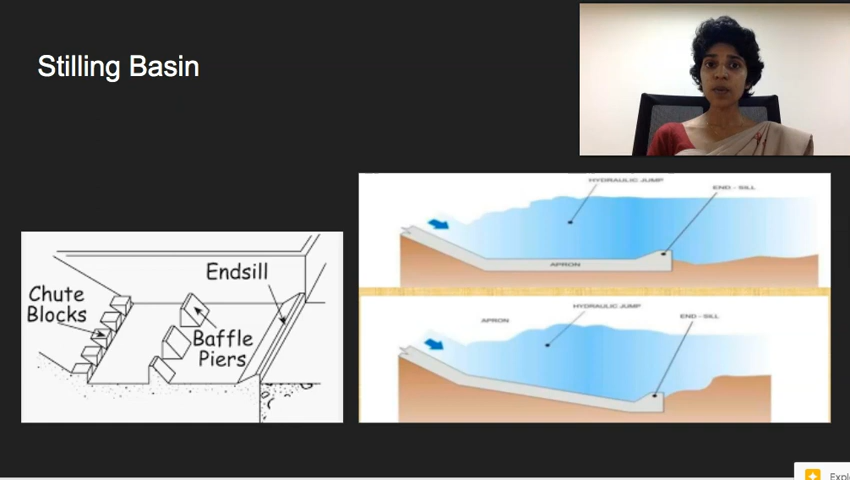 Stilling Basin
Chute
Blocks
Endsill
Baffle
Piers
HYDRAULIC JUMP
END - SILL
APRON
HYDRAULIC JUMP
APRON
END - SILL